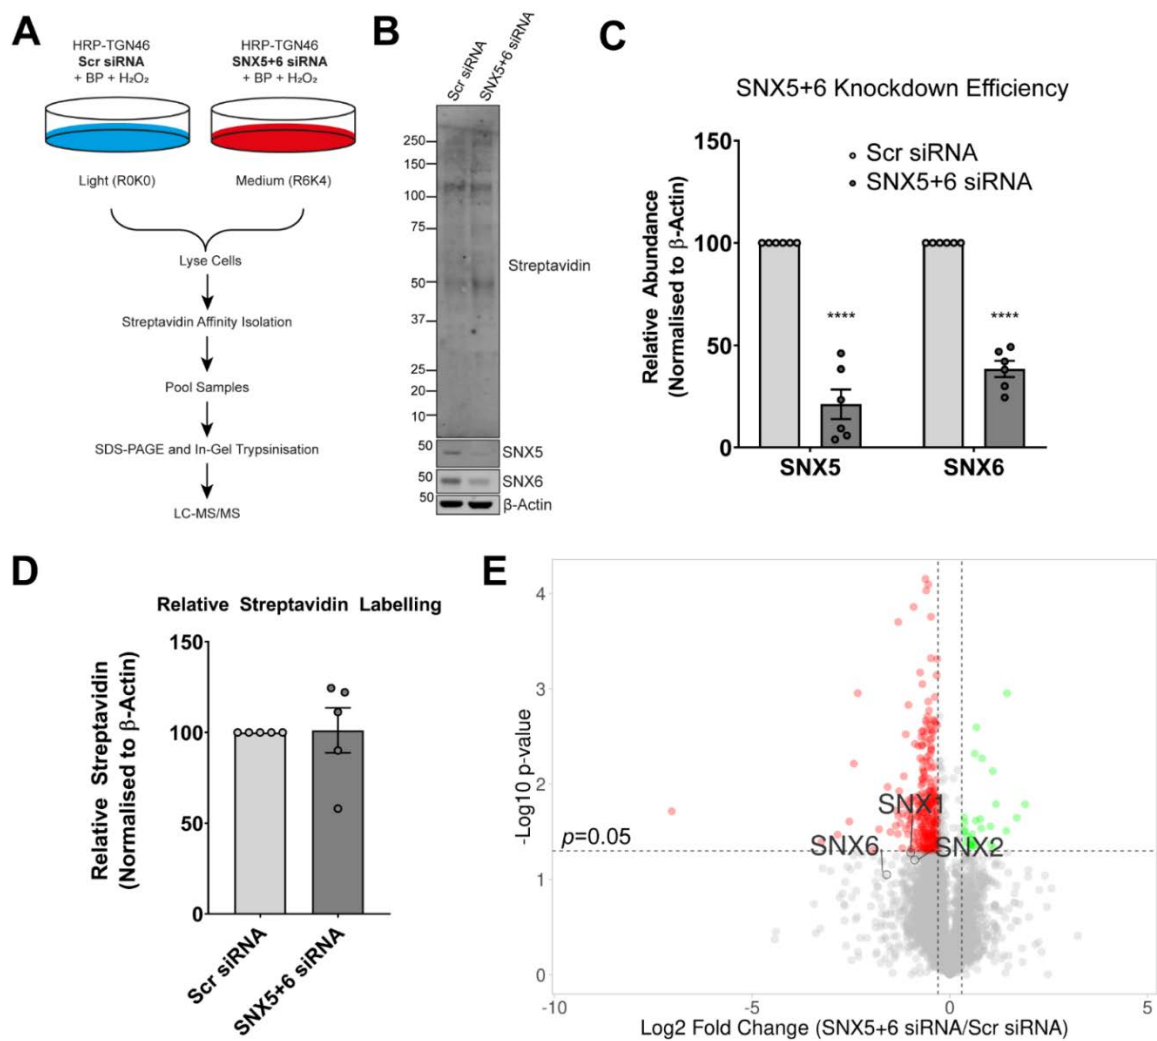 A
HRP-TGN46
Scr siRNA
+ BP + H₂O₂
HRP-TGN46
SNX5+6 siRNA
+ BP + H₂O₂
Light (R0K0)
Medium (R6K4)
Lyse Cells
Streptavidin Affinity Isolation
Pool Samples
SDS-PAGE and In-Gel Trypsinisation
LC-MS/MS
B
Scr siRNA
SNX5+6 siRNA
250
150
100
75
50
37
25
20
10
Streptavidin
50
SNX5
50
SNX6
50
β-Actin
C
SNX5+6 Knockdown Efficiency
Relative Abundance
(Normalised to β-Actin)
150
100
50
0
Scr siRNA
SNX5+6 siRNA
****
****
SNX5
SNX6
D
Relative Streptavidin Labelling
Relative Streptavidin
(Normalised to β-Actin)
150
100
50
0
Scr siRNA
SNX5+6 siRNA
E
-Log10 p-value
4
3
2
1
0
p=0.05
SNX1
SNX6
SNX2
-10
-5
0
5
Log2 Fold Change (SNX5+6 siRNA/Scr siRNA)